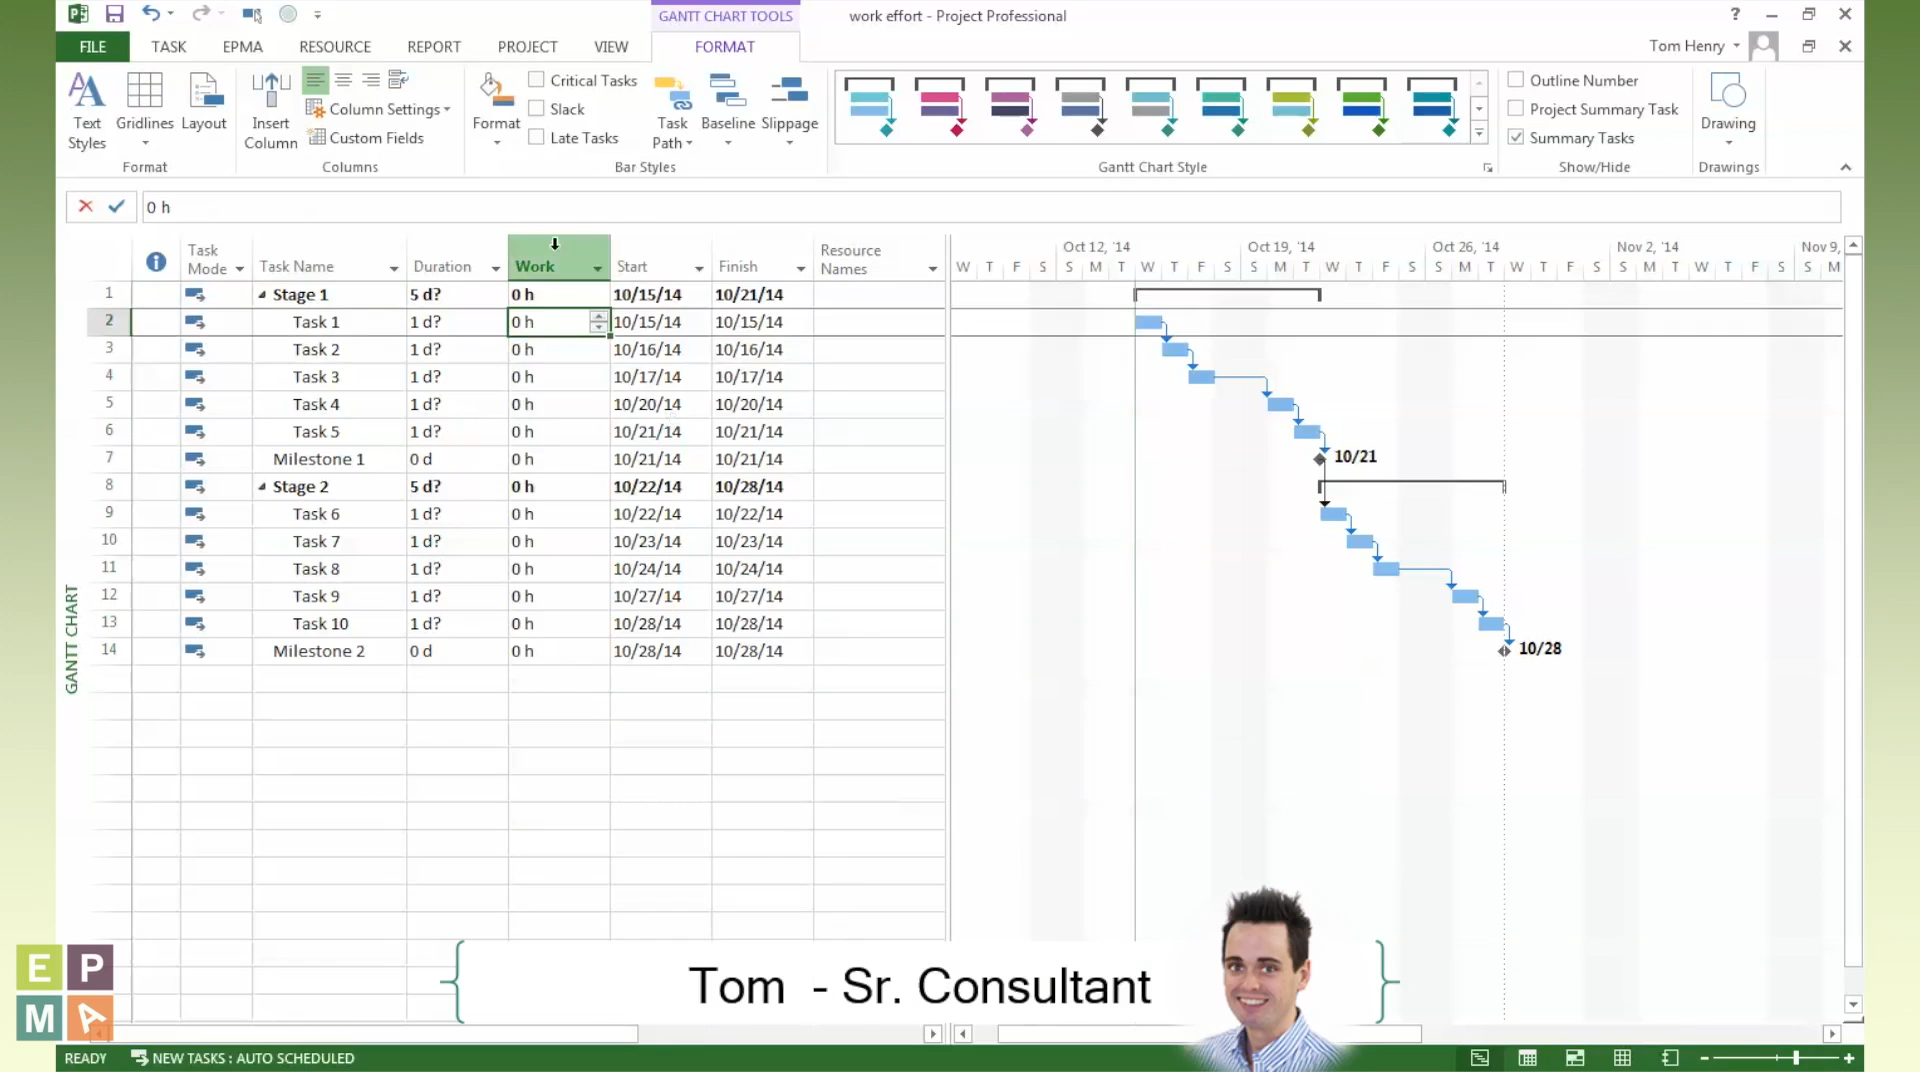 GANTT CHART TOOLS
work effort - Project Professional
?
FILE TASK EPMA RESOURCE REPORT PROJECT VIEW FORMAT
Tom Henry
Text Styles
Gridlines
Layout
Format
Insert Column
Column Settings
Custom Fields
Columns
Format
Critical Tasks
Slack
Late Tasks
Task Path
Baseline
Slippage
Bar Styles
Gantt Chart Style
Outline Number
Project Summary Task
Summary Tasks
Show/Hide
Drawing
Drawings
0 h
Task Mode Task Name Duration Work Start Finish Resource Names
1 Stage 1 5 d? 0 h 10/15/14 10/21/14
2 Task 1 1 d? 0 h 10/15/14 10/15/14
3 Task 2 1 d? 0 h 10/16/14 10/16/14
4 Task 3 1 d? 0 h 10/17/14 10/17/14
5 Task 4 1 d? 0 h 10/20/14 10/20/14
6 Task 5 1 d? 0 h 10/21/14 10/21/14
7 Milestone 1 0 d 0 h 10/21/14 10/21/14
8 Stage 2 5 d? 0 h 10/22/14 10/28/14
9 Task 6 1 d? 0 h 10/22/14 10/22/14
10 Task 7 1 d? 0 h 10/23/14 10/23/14
11 Task 8 1 d? 0 h 10/24/14 10/24/14
12 Task 9 1 d? 0 h 10/27/14 10/27/14
13 Task 10 1 d? 0 h 10/28/14 10/28/14
14 Milestone 2 0 d 0 h 10/28/14 10/28/14
Oct 12, '14 Oct 19, '14 Oct 26, '14 Nov 2, '14 Nov 9,
W T F S S M T W T F S S M T W T F S S M T W T F S S M T W T F S S M
10/21
10/28
GANTT CHART
E P
M A
Tom - Sr. Consultant
READY NEW TASKS : AUTO SCHEDULED